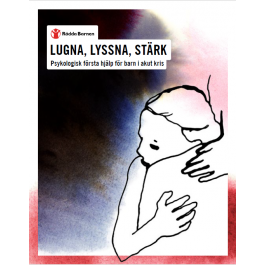 Rädda Barnen
LUGNA, LYSSNA, STÄRK
Psykologisk första hjälp för barn i akut kris